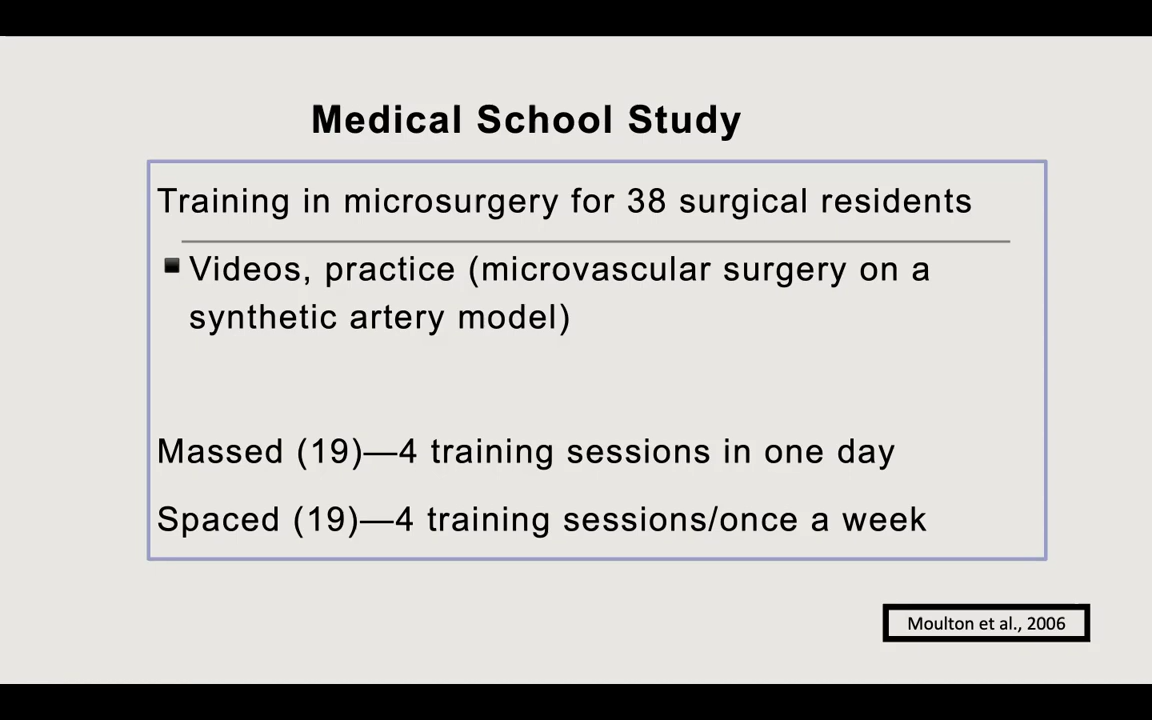 Medical School Study
Training in microsurgery for 38 surgical residents
Videos, practice (microvascular surgery on a
synthetic artery model)
Massed (19)—4 training sessions in one day
Spaced (19)—4 training sessions/once a week
Moulton et al., 2006